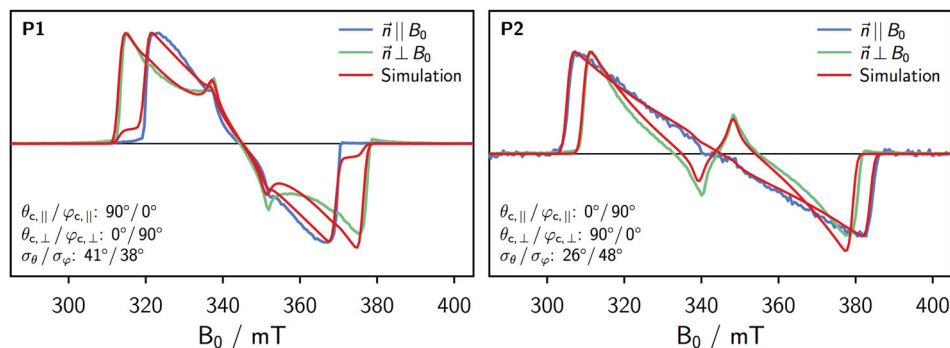 P1
n⃗ || B₀
n⃗ ⊥ B₀
Simulation
θc,|| / φc,||: 90°/0°
θc,⊥ / φc,⊥: 0°/90°
σθ / σφ: 41°/38°
300 320 340 360 380 400
B₀ / mT
P2
n⃗ || B₀
n⃗ ⊥ B₀
Simulation
θc,|| / φc,||: 0°/90°
θc,⊥ / φc,⊥: 90°/0°
σθ / σφ: 26°/48°
300 320 340 360 380 400
B₀ / mT